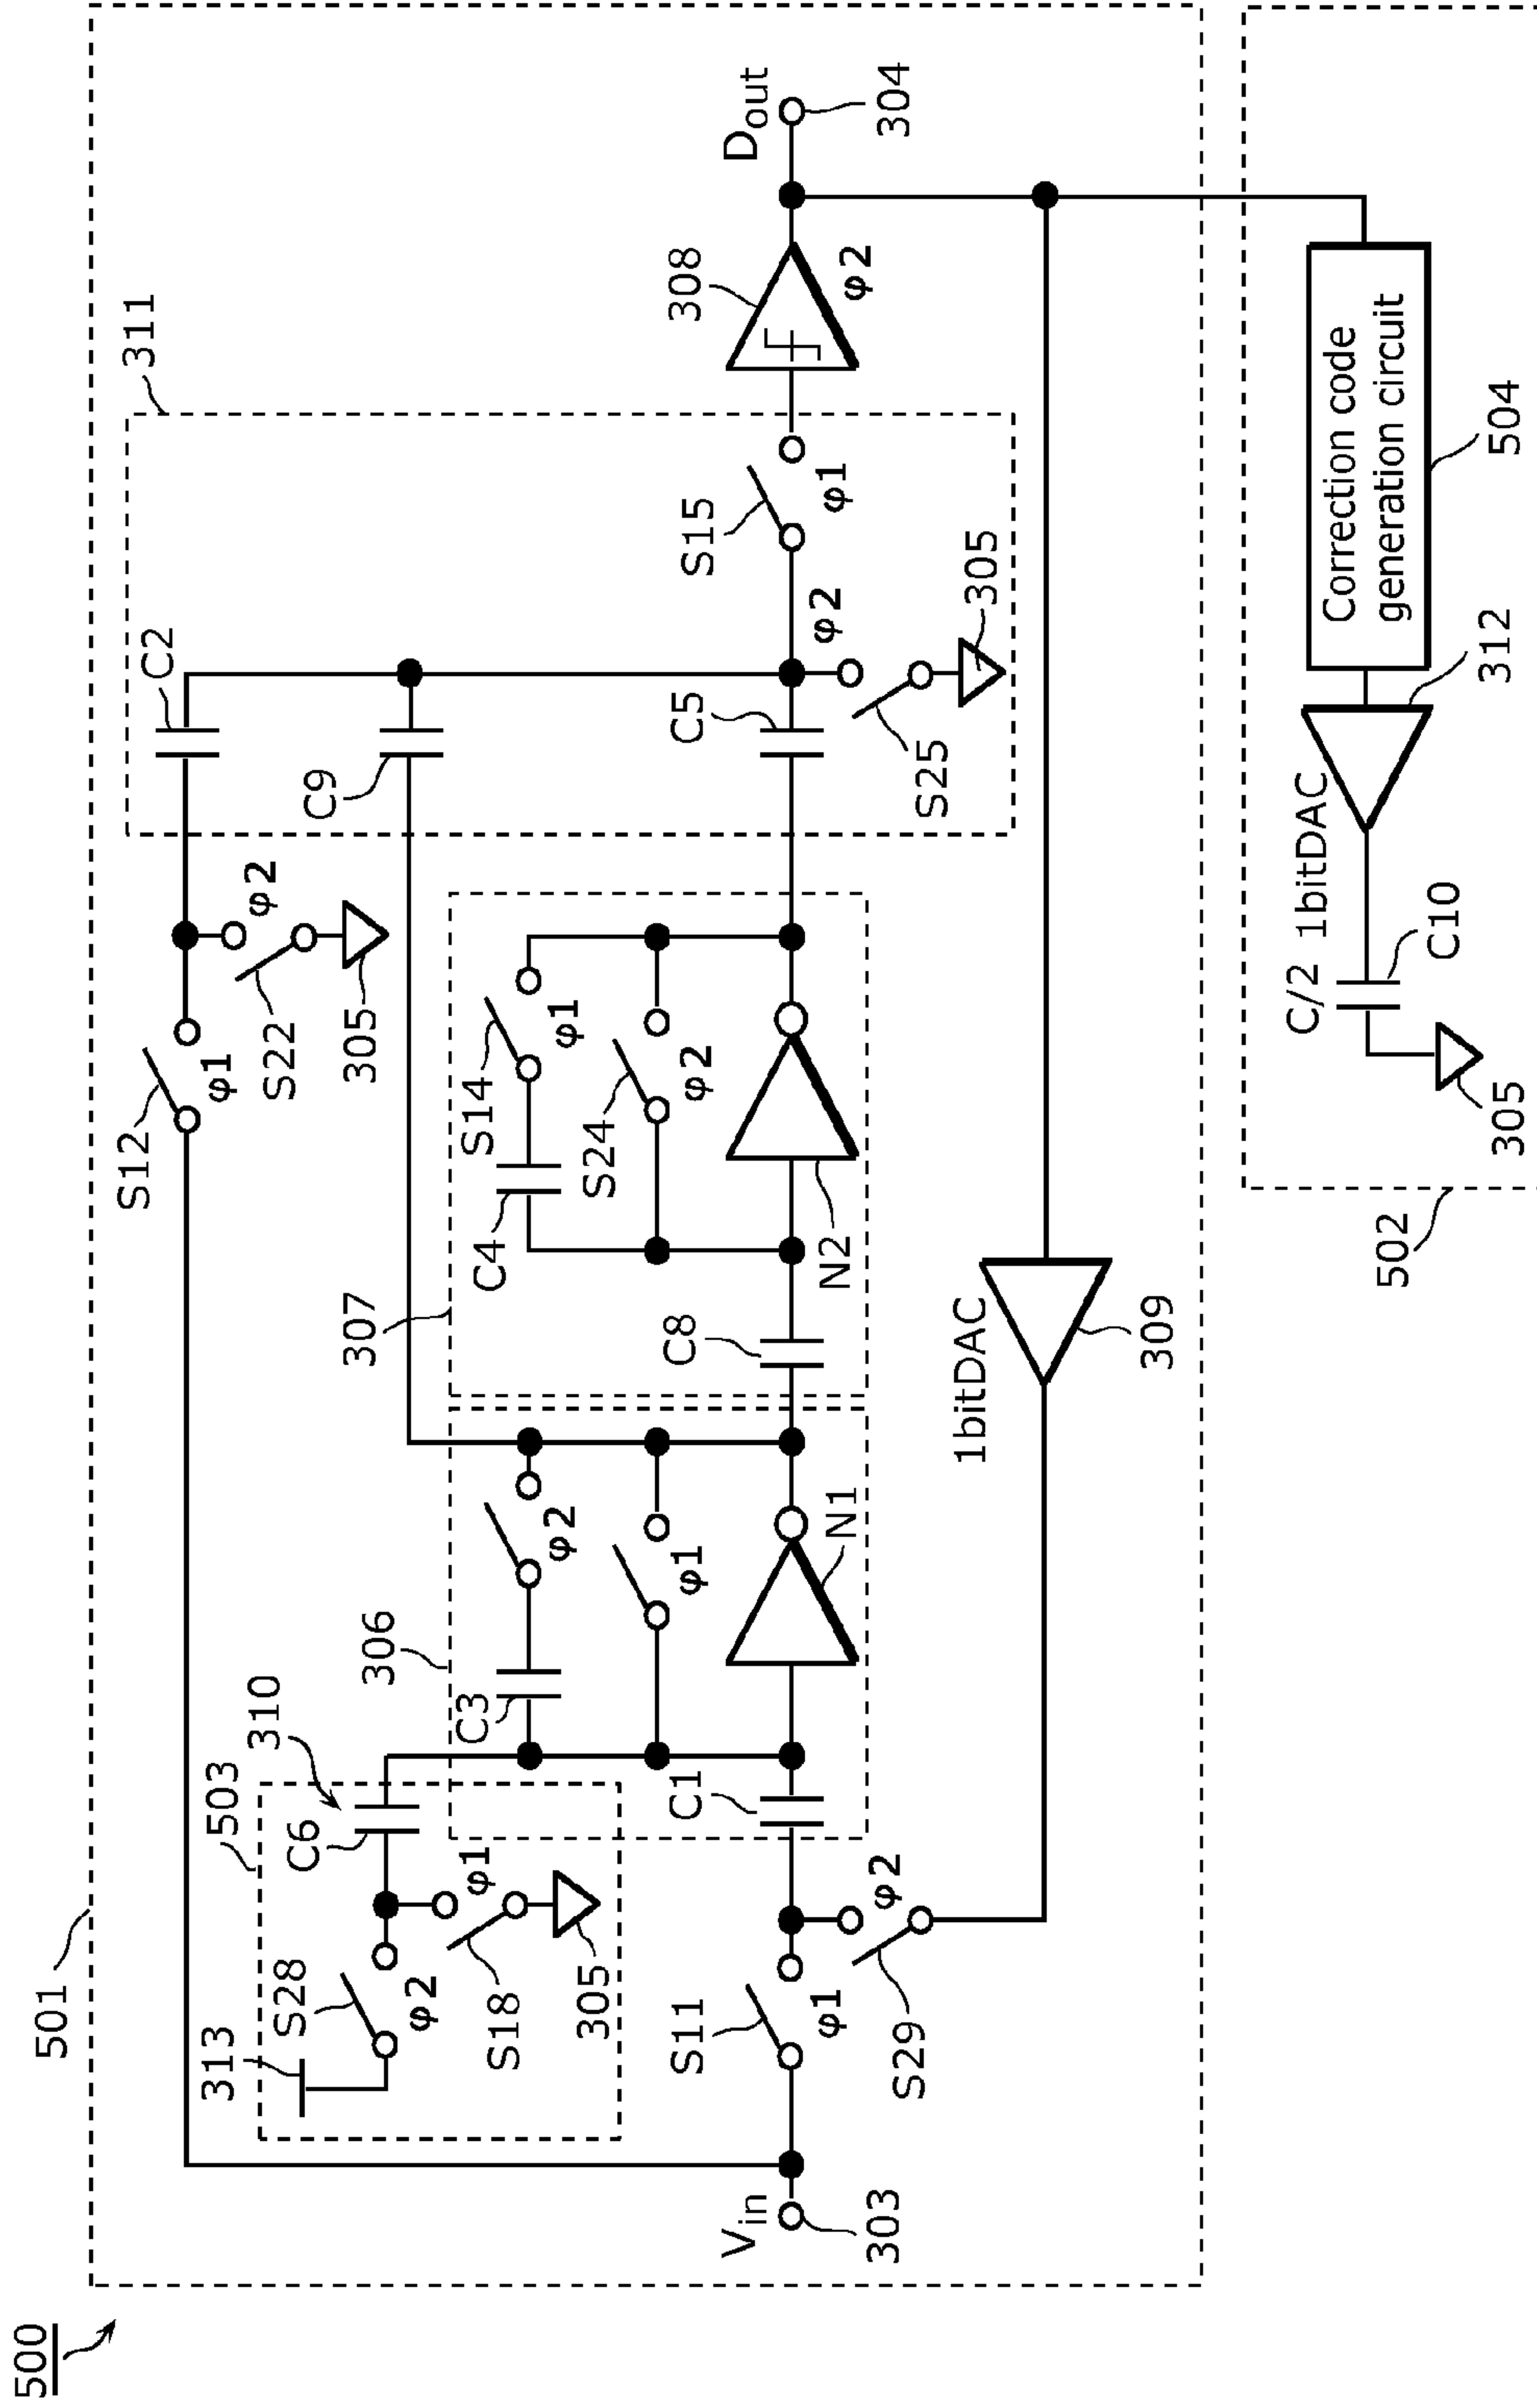 500
501
S12
φ1
S22
φ2
305
C2
311
503
310
313
S28
φ2
C6
φ1
S18
305
306
C3
φ2
φ1
N1
307
C4
S14
φ1
S24
φ2
N2
C9
Vin
303
S11
φ1
S29
φ2
C1
C8
C5
φ2
S25
305
S15
φ1
308
φ2
Dout
304
1bitDAC
309
502
305
C/2
C10
1bitDAC
312
Correction code
generation circuit
504